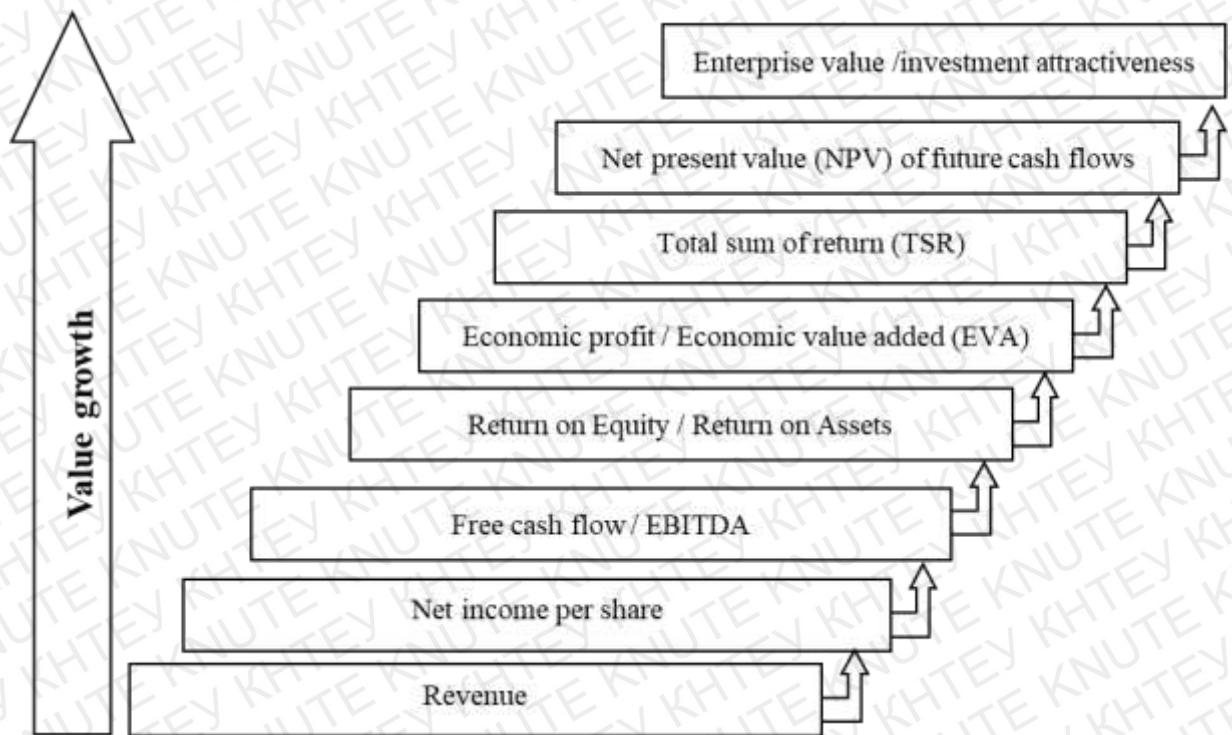 Enterprise value /investment attractiveness
Net present value (NPV) of future cash flows
Total sum of return (TSR)
Economic profit / Economic value added (EVA)
Return on Equity / Return on Assets
Free cash flow / EBITDA
Net income per share
Revenue
Value growth
KNUTE КНТЕУ